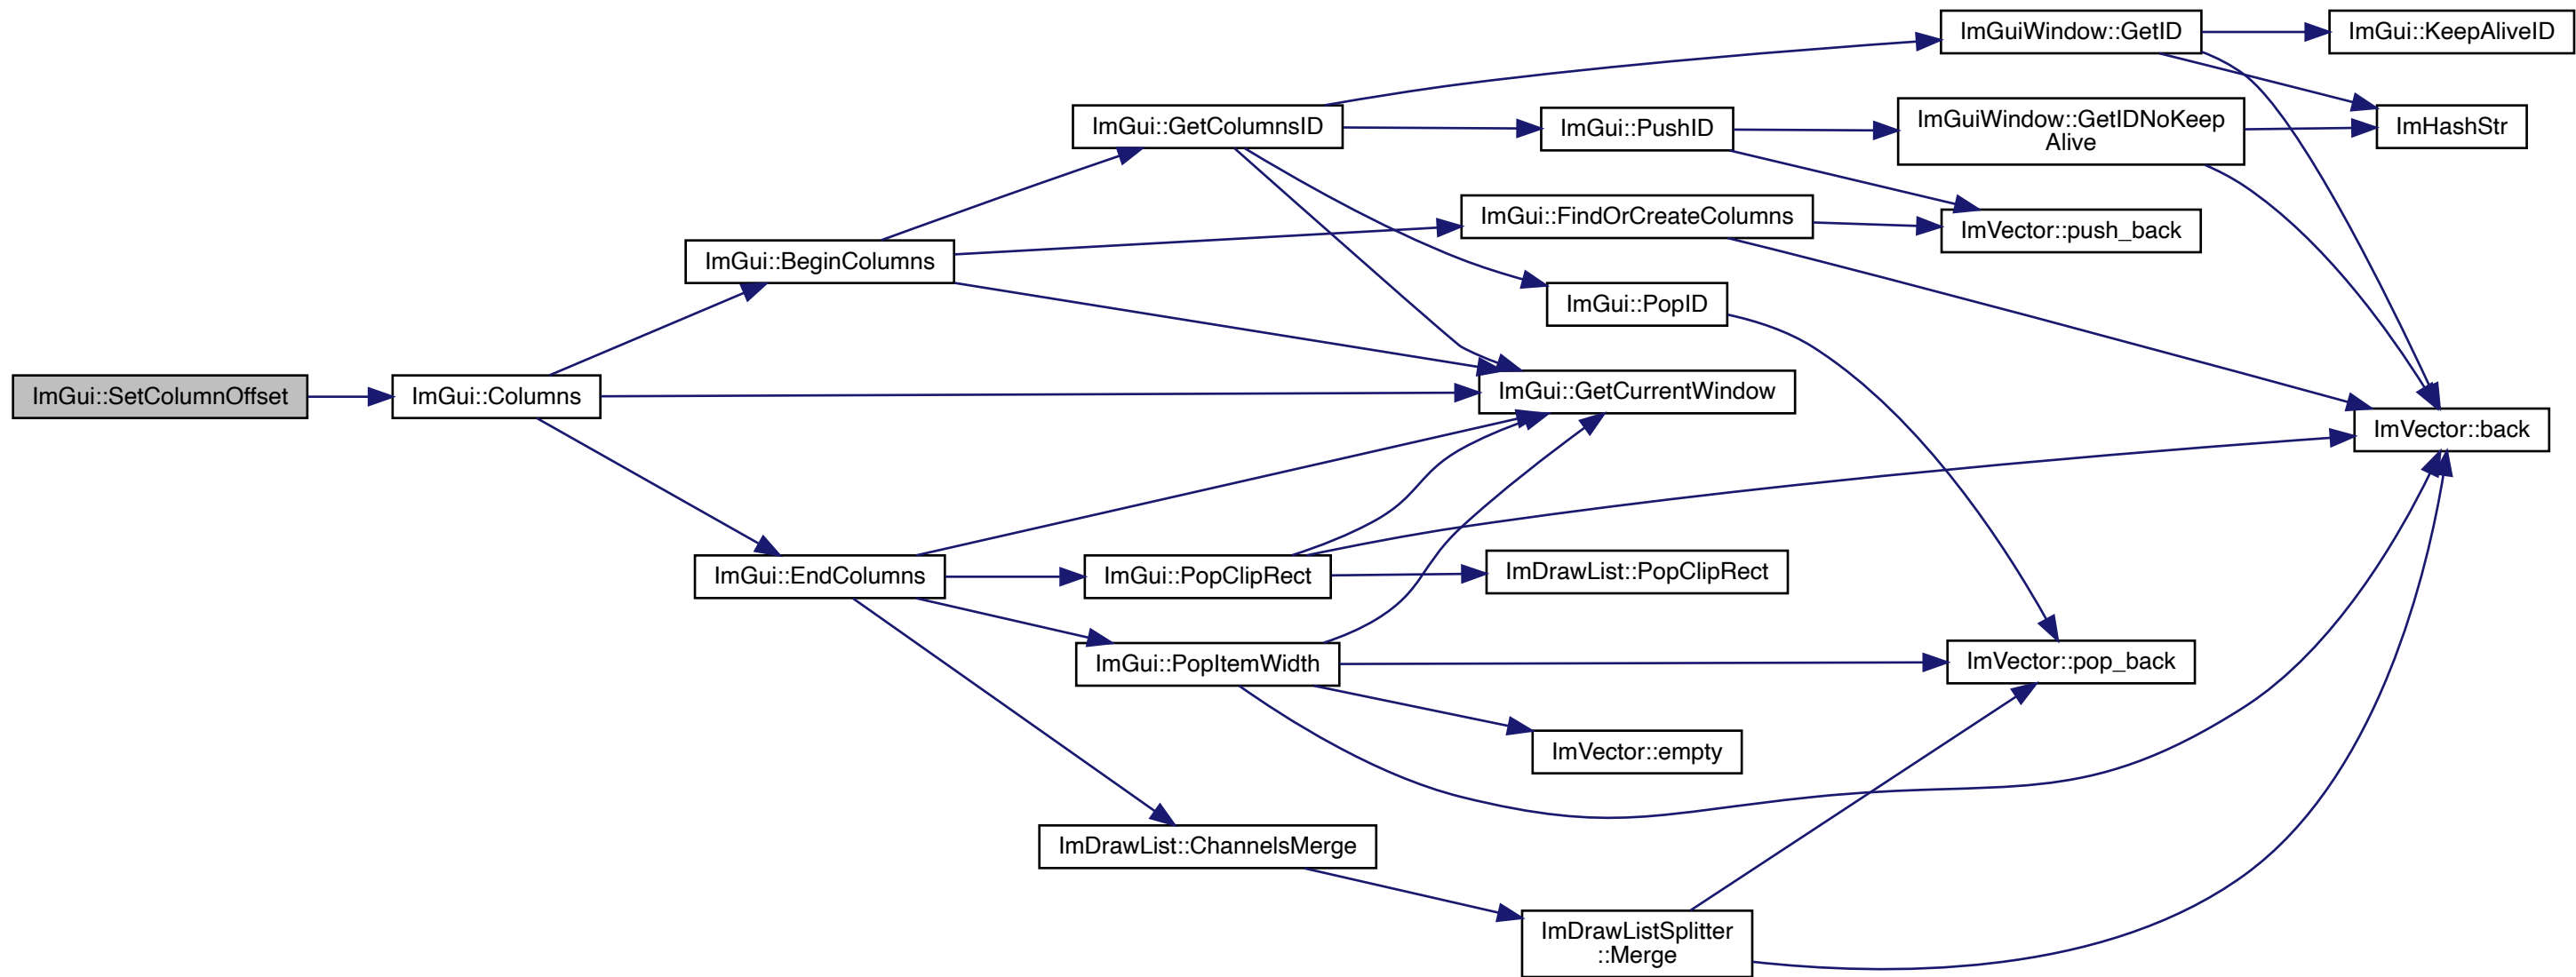 ImGui::SetColumnOffset
ImGui::Columns
ImGui::BeginColumns
ImGui::EndColumns
ImGui::GetColumnsID
ImGui::PopClipRect
ImGui::PopItemWidth
ImDrawList::ChannelsMerge
ImGui::PushID
ImGui::FindOrCreateColumns
ImGui::PopID
ImGui::GetCurrentWindow
ImDrawList::PopClipRect
ImVector::empty
ImDrawListSplitter
::Merge
ImGuiWindow::GetID
ImGuiWindow::GetIDNoKeep
Alive
ImVector::push_back
ImVector::pop_back
ImGui::KeepAliveID
ImHashStr
ImVector::back